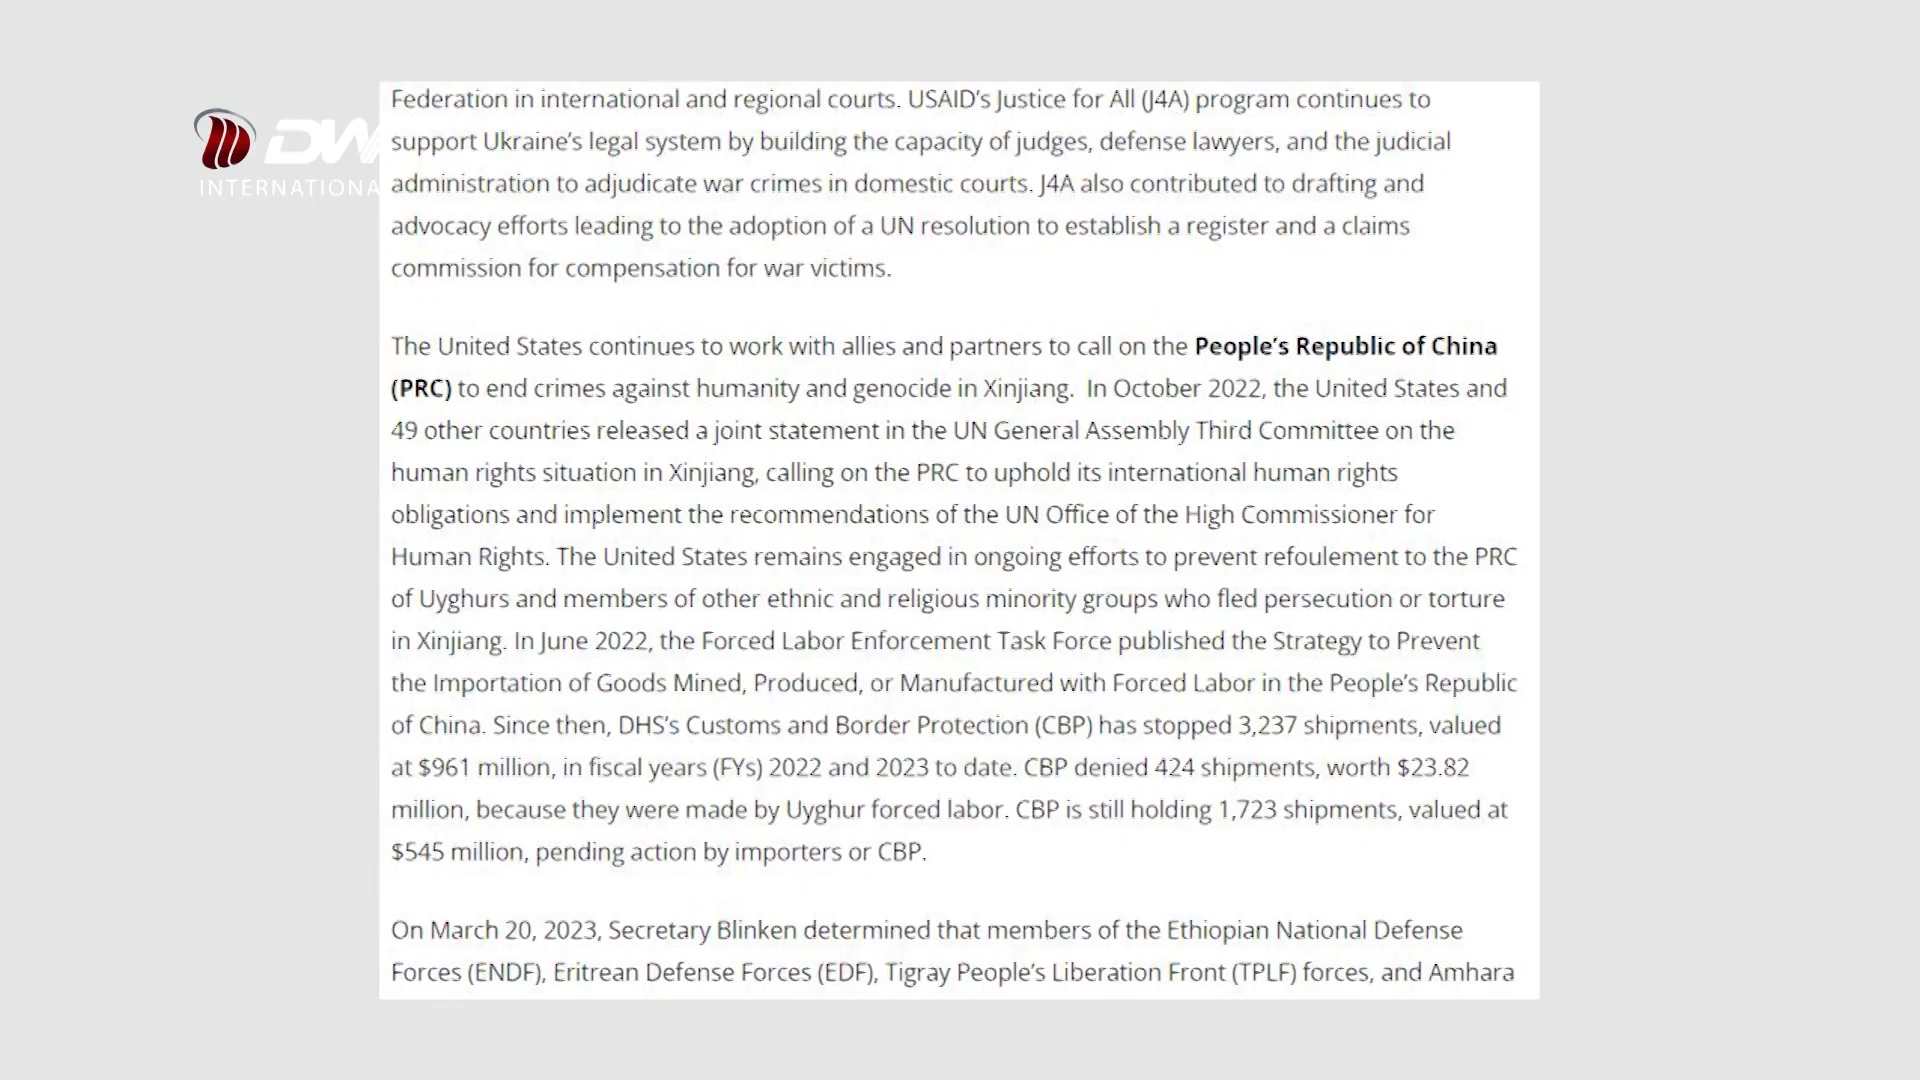 DW
INTERNATIONA
Federation in international and regional courts. USAID's Justice for All (J4A) program continues to
support Ukraine's legal system by building the capacity of judges, defense lawyers, and the judicial
administration to adjudicate war crimes in domestic courts. J4A also contributed to drafting and
advocacy efforts leading to the adoption of a UN resolution to establish a register and a claims
commission for compensation for war victims.
The United States continues to work with allies and partners to call on the People's Republic of China
(PRC) to end crimes against humanity and genocide in Xinjiang. In October 2022, the United States and
49 other countries released a joint statement in the UN General Assembly Third Committee on the
human rights situation in Xinjiang, calling on the PRC to uphold its international human rights
obligations and implement the recommendations of the UN Office of the High Commissioner for
Human Rights. The United States remains engaged in ongoing efforts to prevent refoulement to the PRC
of Uyghurs and members of other ethnic and religious minority groups who fled persecution or torture
in Xinjiang. In June 2022, the Forced Labor Enforcement Task Force published the Strategy to Prevent
the Importation of Goods Mined, Produced, or Manufactured with Forced Labor in the People's Republic
of China. Since then, DHS's Customs and Border Protection (CBP) has stopped 3,237 shipments, valued
at $961 million, in fiscal years (FYs) 2022 and 2023 to date. CBP denied 424 shipments, worth $23.82
million, because they were made by Uyghur forced labor. CBP is still holding 1,723 shipments, valued at
$545 million, pending action by importers or CBP.
On March 20, 2023, Secretary Blinken determined that members of the Ethiopian National Defense
Forces (ENDF), Eritrean Defense Forces (EDF), Tigray People's Liberation Front (TPLF) forces, and Amhara